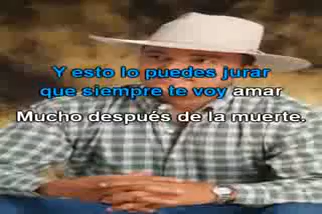 Y esto lo puedes jurar
que siempre te voy amar
Mucho después de la muerte.